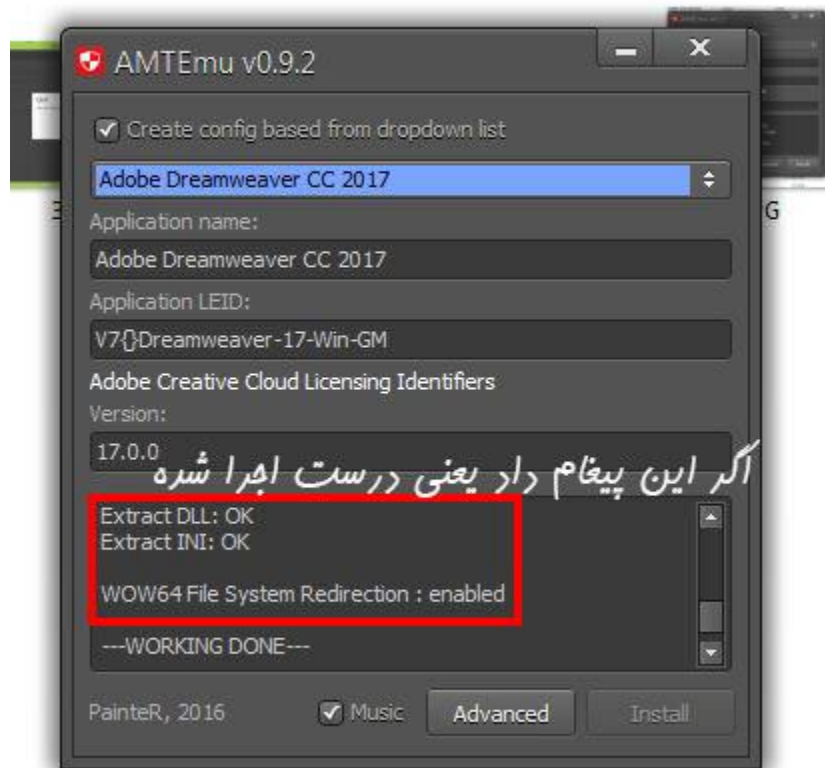 AMTEmu v0.9.2
Create config based from dropdown list
Adobe Dreamweaver CC 2017
Application name:
Adobe Dreamweaver CC 2017
Application LEID:
V7{}Dreamweaver-17-Win-GM
Adobe Creative Cloud Licensing Identifiers
Version:
17.0.0
اگر این پیغام داد یعنی درست اجرا شده
Extract DLL: OK
Extract INI: OK
WOW64 File System Redirection : enabled
---WORKING DONE---
PainteR, 2016
Music
Advanced
Install
3
G